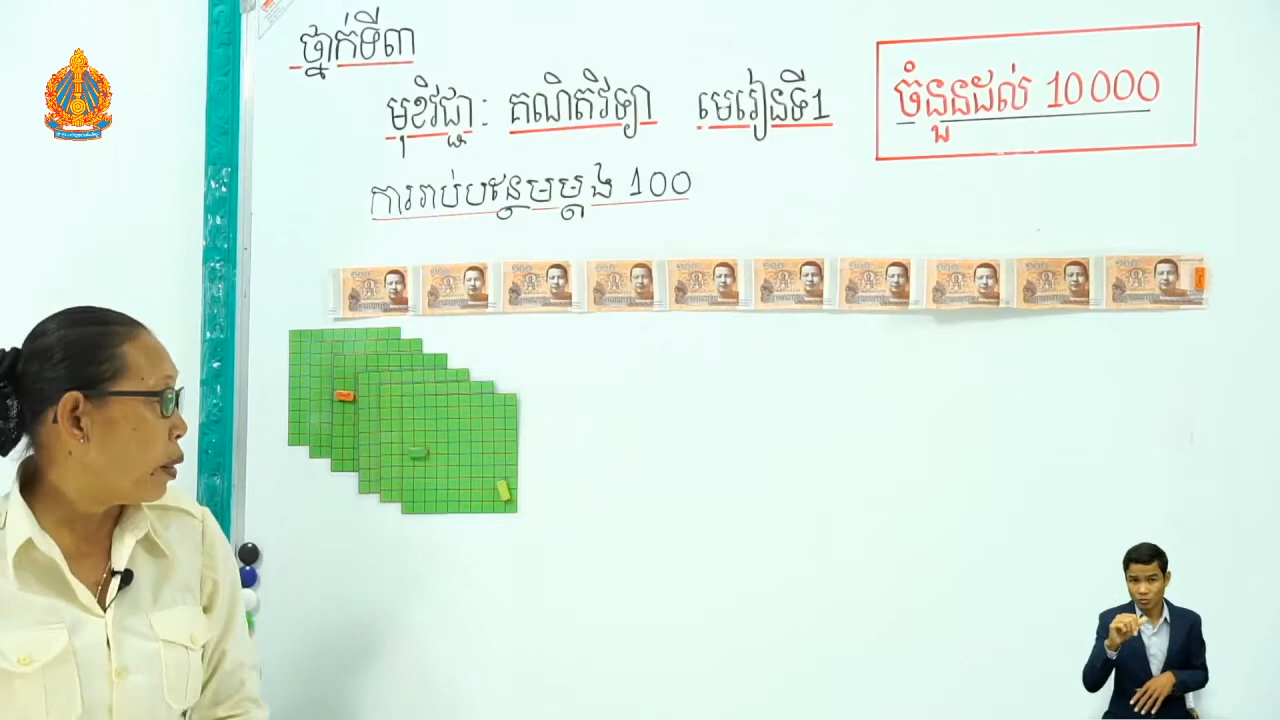 ថ្នាក់ទី៣
មុខវិជ្ជា : គណិតវិទ្យា មេរៀនទី1
ចំនួនដល់ 10 000
ការរាប់បន្ថែមម្តង 100